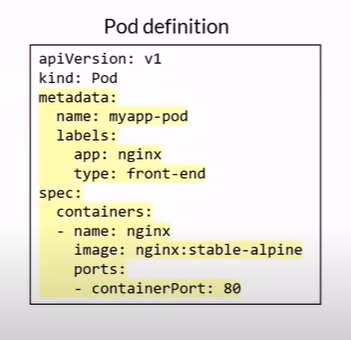 Pod definition
apiVersion: v1
kind: Pod
metadata:
  name: myapp-pod
  labels:
    app: nginx
    type: front-end
spec:
  containers:
  - name: nginx
    image: nginx:stable-alpine
    ports:
    - containerPort: 80